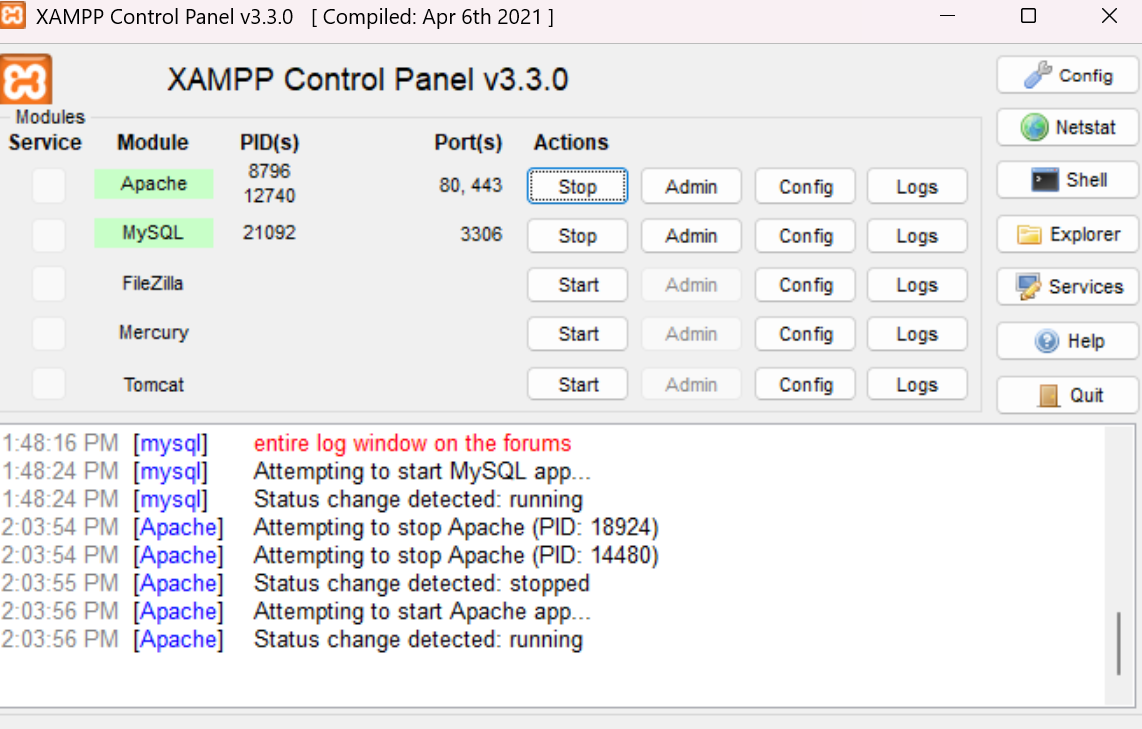 XAMPP Control Panel v3.3.0 [ Compiled: Apr 6th 2021 ]
XAMPP Control Panel v3.3.0
Config
Modules
Service Module PID(s) Port(s) Actions
Netstat
Apache 8796 12740 80, 443 Stop Admin Config Logs
Shell
MySQL 21092 3306 Stop Admin Config Logs
Explorer
FileZilla Start Admin Config Logs
Services
Mercury Start Admin Config Logs
Help
Tomcat Start Admin Config Logs
Quit
1:48:16 PM [mysql] entire log window on the forums
1:48:24 PM [mysql] Attempting to start MySQL app...
1:48:24 PM [mysql] Status change detected: running
2:03:54 PM [Apache] Attempting to stop Apache (PID: 18924)
2:03:54 PM [Apache] Attempting to stop Apache (PID: 14480)
2:03:55 PM [Apache] Status change detected: stopped
2:03:56 PM [Apache] Attempting to start Apache app...
2:03:56 PM [Apache] Status change detected: running